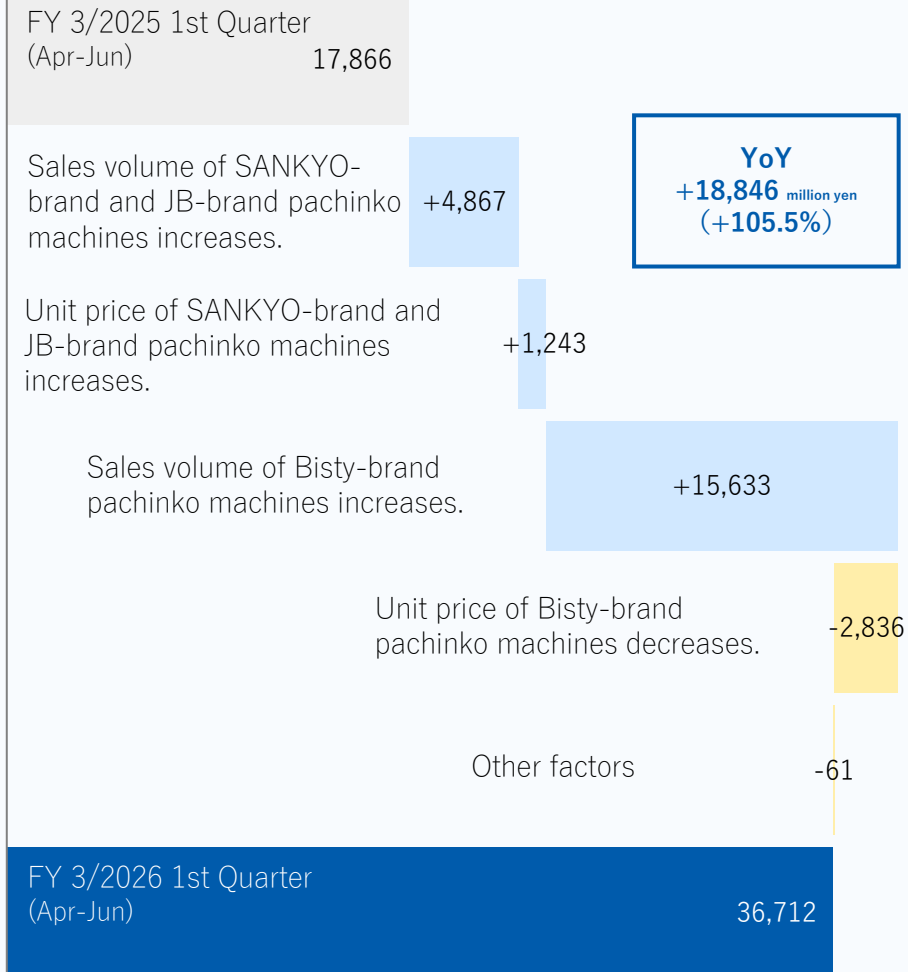 FY 3/2025 1st Quarter
(Apr-Jun) 17,866
YoY
+18,846 million yen
(+105.5%)
Sales volume of SANKYO-
brand and JB-brand pachinko
machines increases.
+4,867
Unit price of SANKYO-brand and
JB-brand pachinko machines
increases.
+1,243
Sales volume of Bisty-brand
pachinko machines increases.
+15,633
Unit price of Bisty-brand
pachinko machines decreases.
-2,836
Other factors -61
FY 3/2026 1st Quarter
(Apr-Jun) 36,712